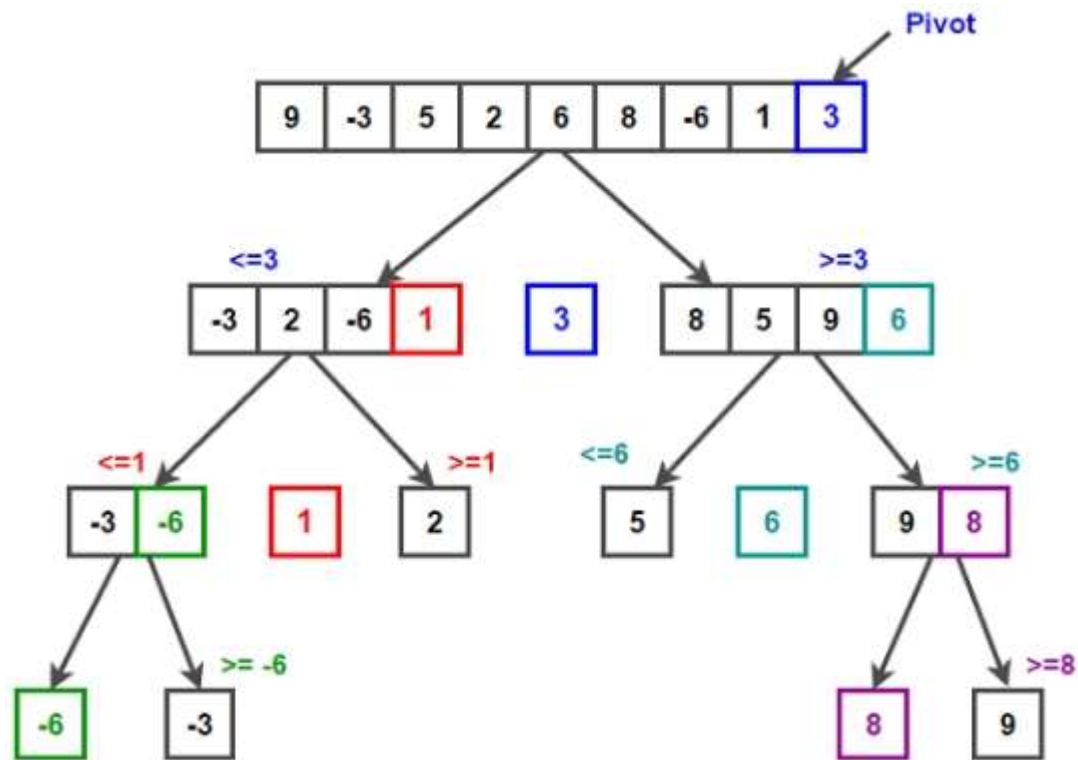 Pivot
9 -3 5 2 6 8 -6 1 3
<=3 >=3
-3 2 -6 1 3 8 5 9 6
<=1 >=1 <=6 >=6
-3 -6 1 2 5 6 9 8
>= -6 >=8
-6 -3 8 9